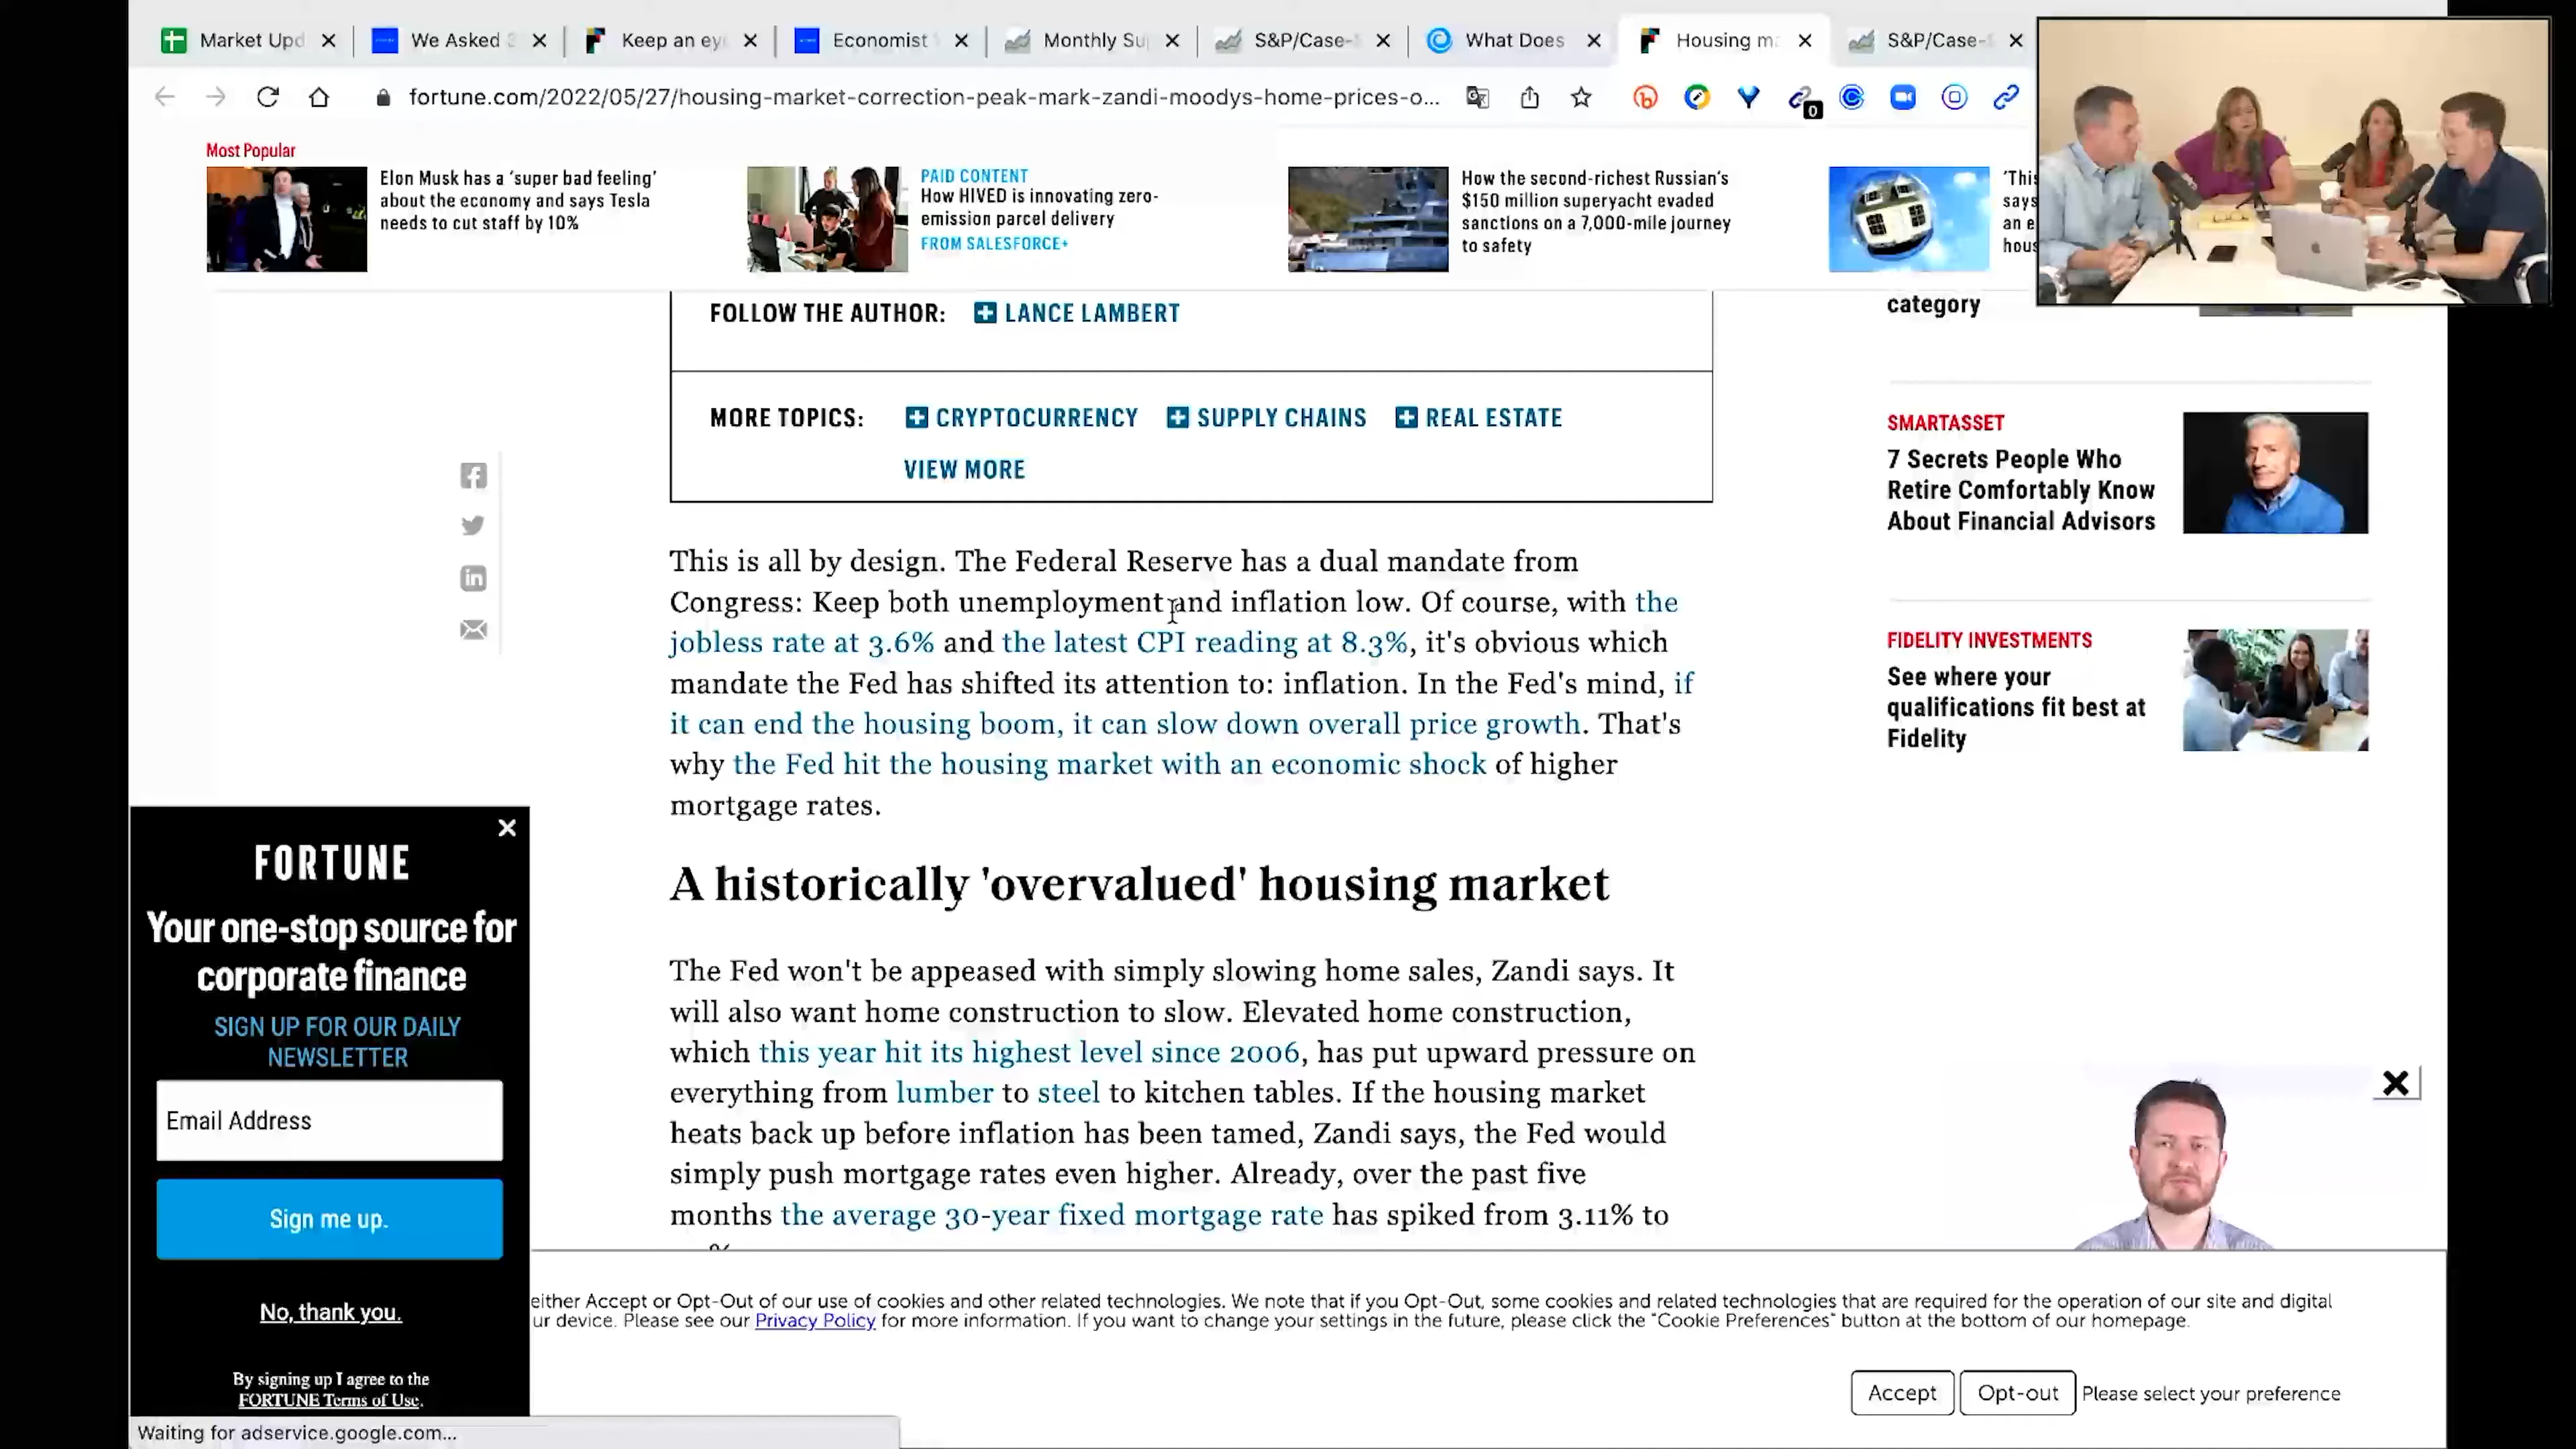 Market Upd
We Asked
Keep an ey
Economist
Monthly Su
S&P/Case-
What Does
Housing ma
S&P/Case-
fortune.com/2022/05/27/housing-market-correction-peak-mark-zandi-moodys-home-prices-o...
0
Most Popular
Elon Musk has a ‘super bad feeling’
about the economy and says Tesla
needs to cut staff by 10%
PAID CONTENT
How HIVED is innovating zero-
emission parcel delivery
FROM SALESFORCE+
How the second-richest Russian’s
$150 million superyacht evaded
sanctions on a 7,000-mile journey
to safety
‘This
says
an e
hous
FOLLOW THE AUTHOR: LANCE LAMBERT
MORE TOPICS: CRYPTOCURRENCY SUPPLY CHAINS REAL ESTATE
VIEW MORE
This is all by design. The Federal Reserve has a dual mandate from
Congress: Keep both unemployment and inflation low. Of course, with the
jobless rate at 3.6% and the latest CPI reading at 8.3%, it's obvious which
mandate the Fed has shifted its attention to: inflation. In the Fed's mind, if
it can end the housing boom, it can slow down overall price growth. That's
why the Fed hit the housing market with an economic shock of higher
mortgage rates.
A historically 'overvalued' housing market
The Fed won't be appeased with simply slowing home sales, Zandi says. It
will also want home construction to slow. Elevated home construction,
which this year hit its highest level since 2006, has put upward pressure on
everything from lumber to steel to kitchen tables. If the housing market
heats back up before inflation has been tamed, Zandi says, the Fed would
simply push mortgage rates even higher. Already, over the past five
months the average 30-year fixed mortgage rate has spiked from 3.11% to
category
SMARTASSET
7 Secrets People Who
Retire Comfortably Know
About Financial Advisors
FIDELITY INVESTMENTS
See where your
qualifications fit best at
Fidelity
FORTUNE
Your one-stop source for
corporate finance
SIGN UP FOR OUR DAILY
NEWSLETTER
Email Address
Sign me up.
No, thank you.
By signing up I agree to the
FORTUNE Terms of Use.
either Accept or Opt-Out of our use of cookies and other related technologies. We note that if you Opt-Out, some cookies and related technologies that are required for the operation of our site and digital
ur device. Please see our Privacy Policy for more information. If you want to change your settings in the future, please click the "Cookie Preferences" button at the bottom of our homepage.
Accept
Opt-out
Please select your preference
Waiting for adservice.google.com...